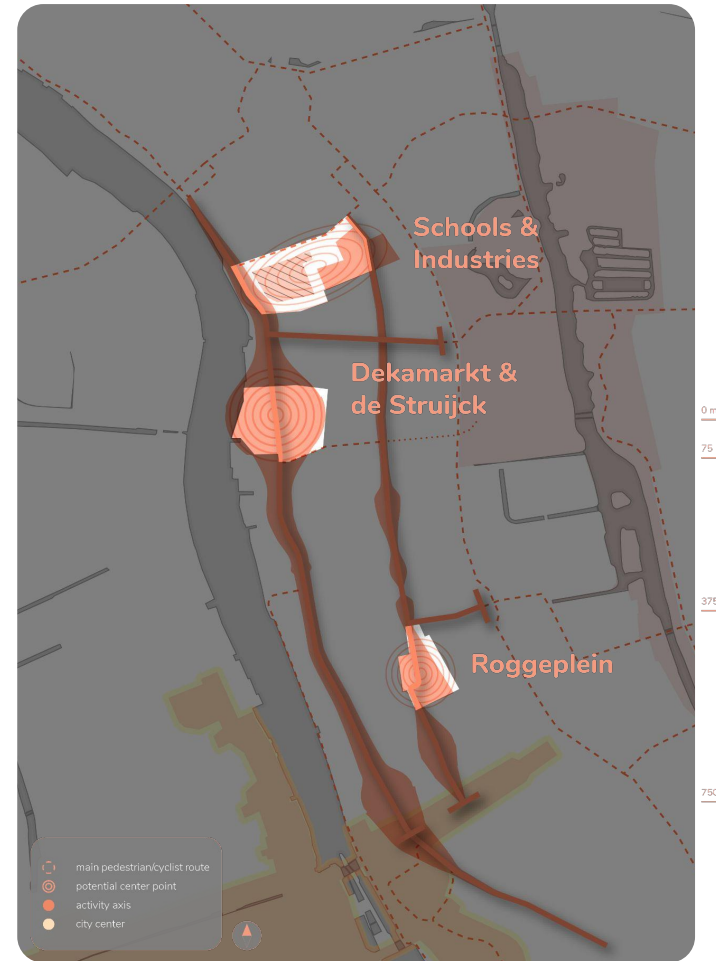 Schools &
Industries
Dekamarkt &
de Struijck
0 m
75
375
Roggeplein
750
main pedestrian/cyclist route
potential center point
activity axis
city center